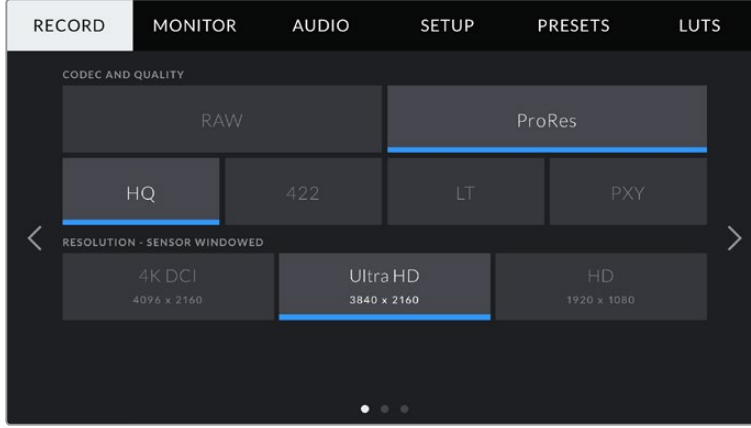 RECORD MONITOR AUDIO SETUP PRESETS LUTS
CODEC AND QUALITY
RAW ProRes
HQ 422 LT PXY
RESOLUTION - SENSOR WINDOWED
4K DCI Ultra HD HD
4096 x 2160 3840 x 2160 1920 x 1080